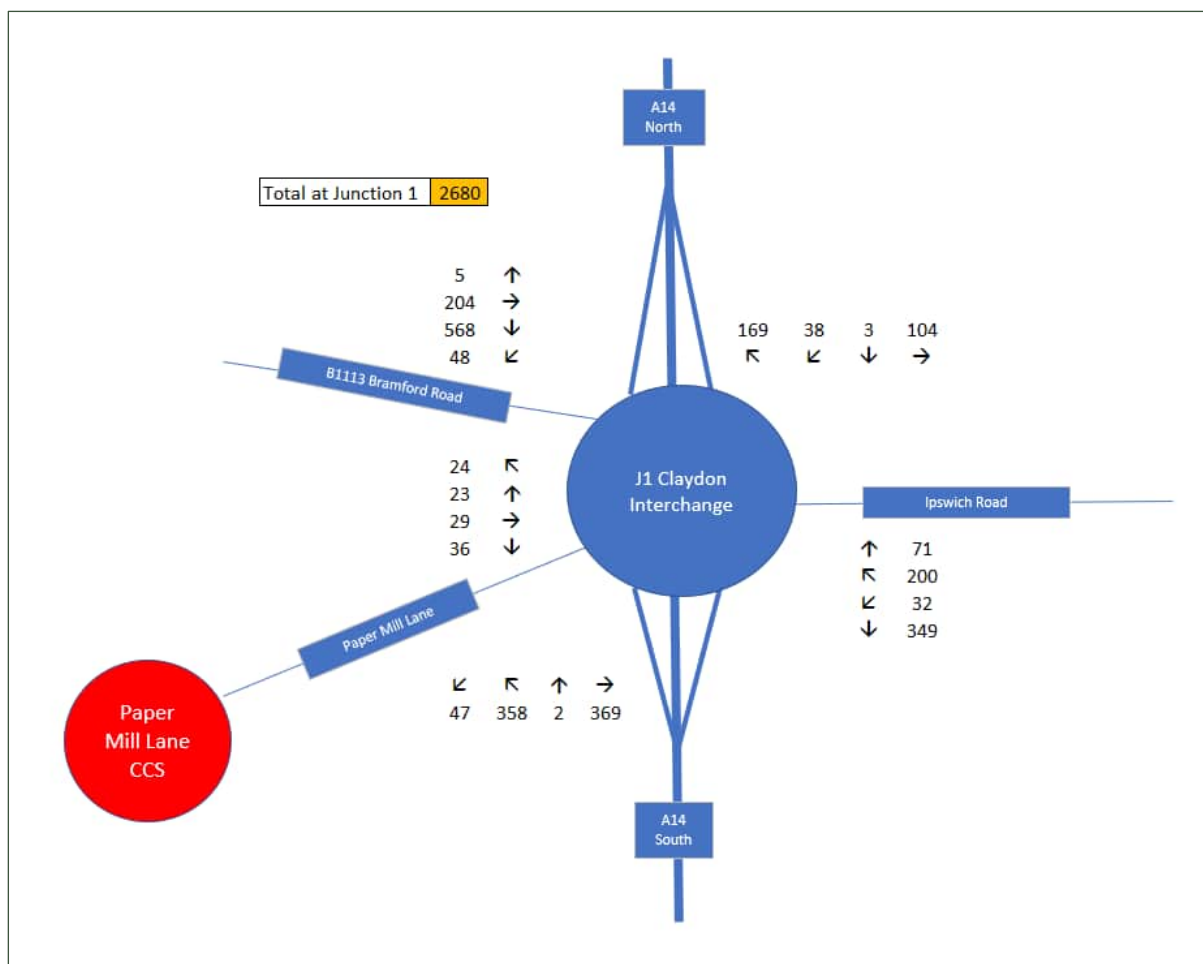 A14
North
Total at Junction 1 2680
5 ↑
204 →
568 ↓
48 ↙
169 38 3 104
↖ ↙ ↓ →
B1113 Bramford Road
24 ↖
23 ↑
29 →
36 ↓
J1 Claydon
Interchange
Ipswich Road
↑ 71
↖ 200
↙ 32
↓ 349
Paper Mill Lane
↙ ↖ ↑ →
47 358 2 369
Paper
Mill Lane
CCS
A14
South